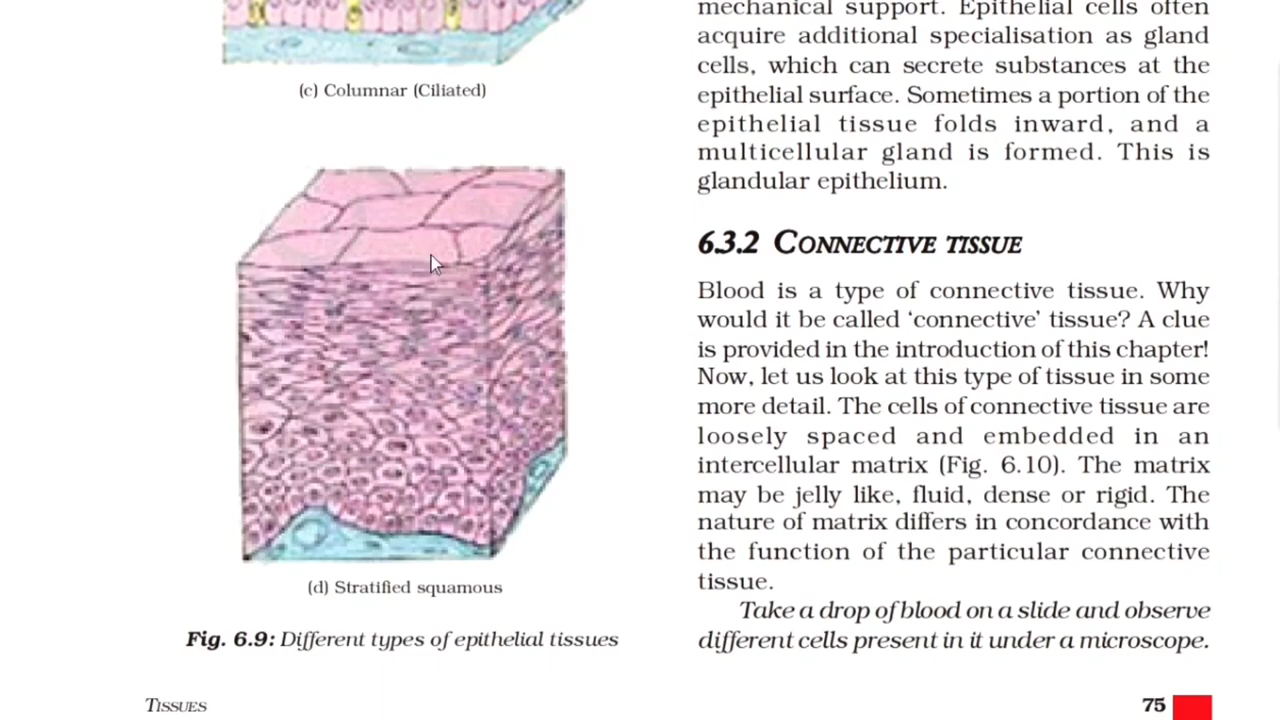 (c) Columnar (Ciliated)
(d) Stratified squamous
Fig. 6.9: Different types of epithelial tissues
mechanical support. Epithelial cells often
acquire additional specialisation as gland
cells, which can secrete substances at the
epithelial surface. Sometimes a portion of the
epithelial tissue folds inward, and a
multicellular gland is formed. This is
glandular epithelium.
6.3.2 CONNECTIVE TISSUE
Blood is a type of connective tissue. Why
would it be called ‘connective’ tissue? A clue
is provided in the introduction of this chapter!
Now, let us look at this type of tissue in some
more detail. The cells of connective tissue are
loosely spaced and embedded in an
intercellular matrix (Fig. 6.10). The matrix
may be jelly like, fluid, dense or rigid. The
nature of matrix differs in concordance with
the function of the particular connective
tissue.
Take a drop of blood on a slide and observe
different cells present in it under a microscope.
TISSUES
75